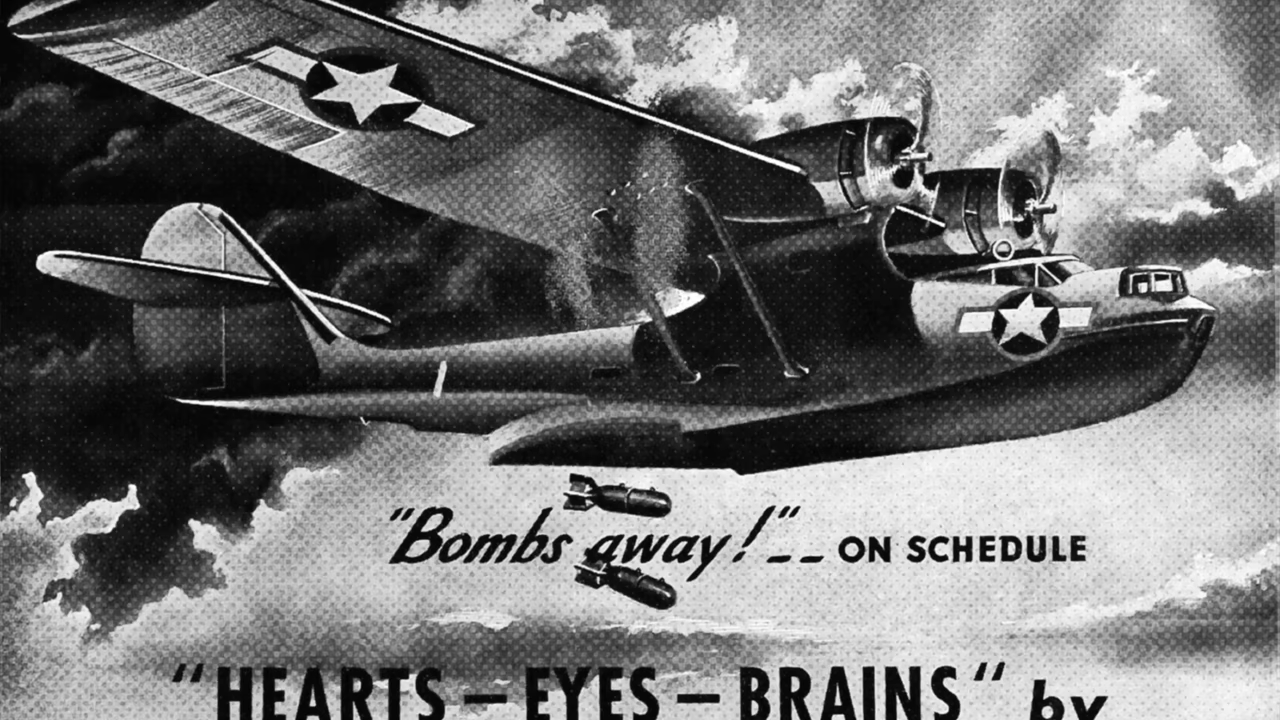 "Bombs away!"-- ON SCHEDULE
"HEARTS – EYES – BRAINS" by